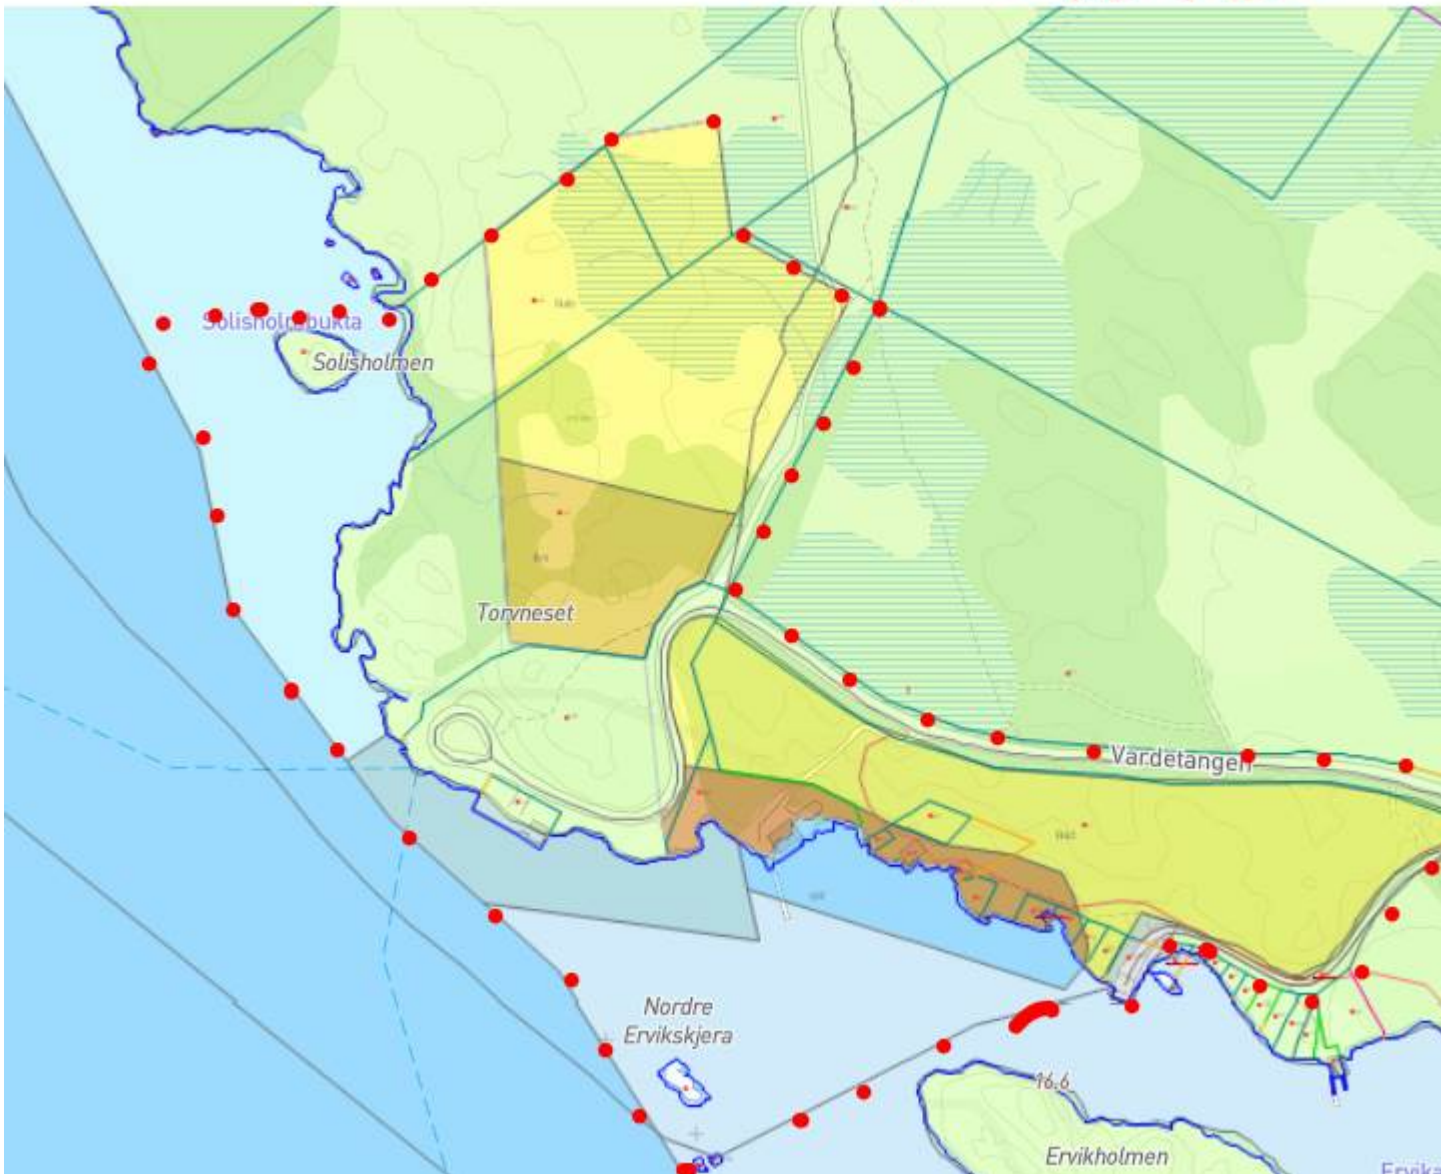 Solisholmbukta
Solisholmen
Torvneset
Vardetangen
Nordre
Ervikskjera
16,6
Ervikholmen